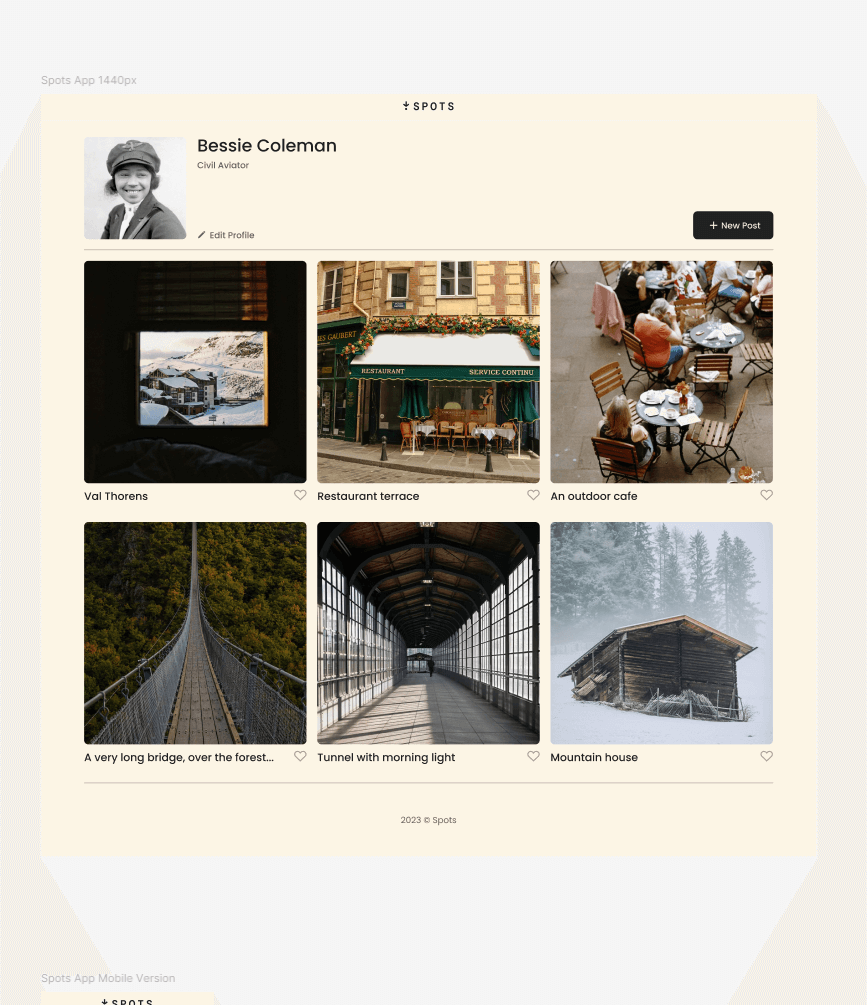 Spots App 1440px
SPOTS
Bessie Coleman
Civil Aviator
Edit Profile
New Post
GAUBERT
RESTAURANT
SERVICE CONTINU
Val Thorens
Restaurant terrace
An outdoor cafe
A very long bridge, over the forest...
Tunnel with morning light
Mountain house
2023 © Spots
Spots App Mobile Version
SPOTS